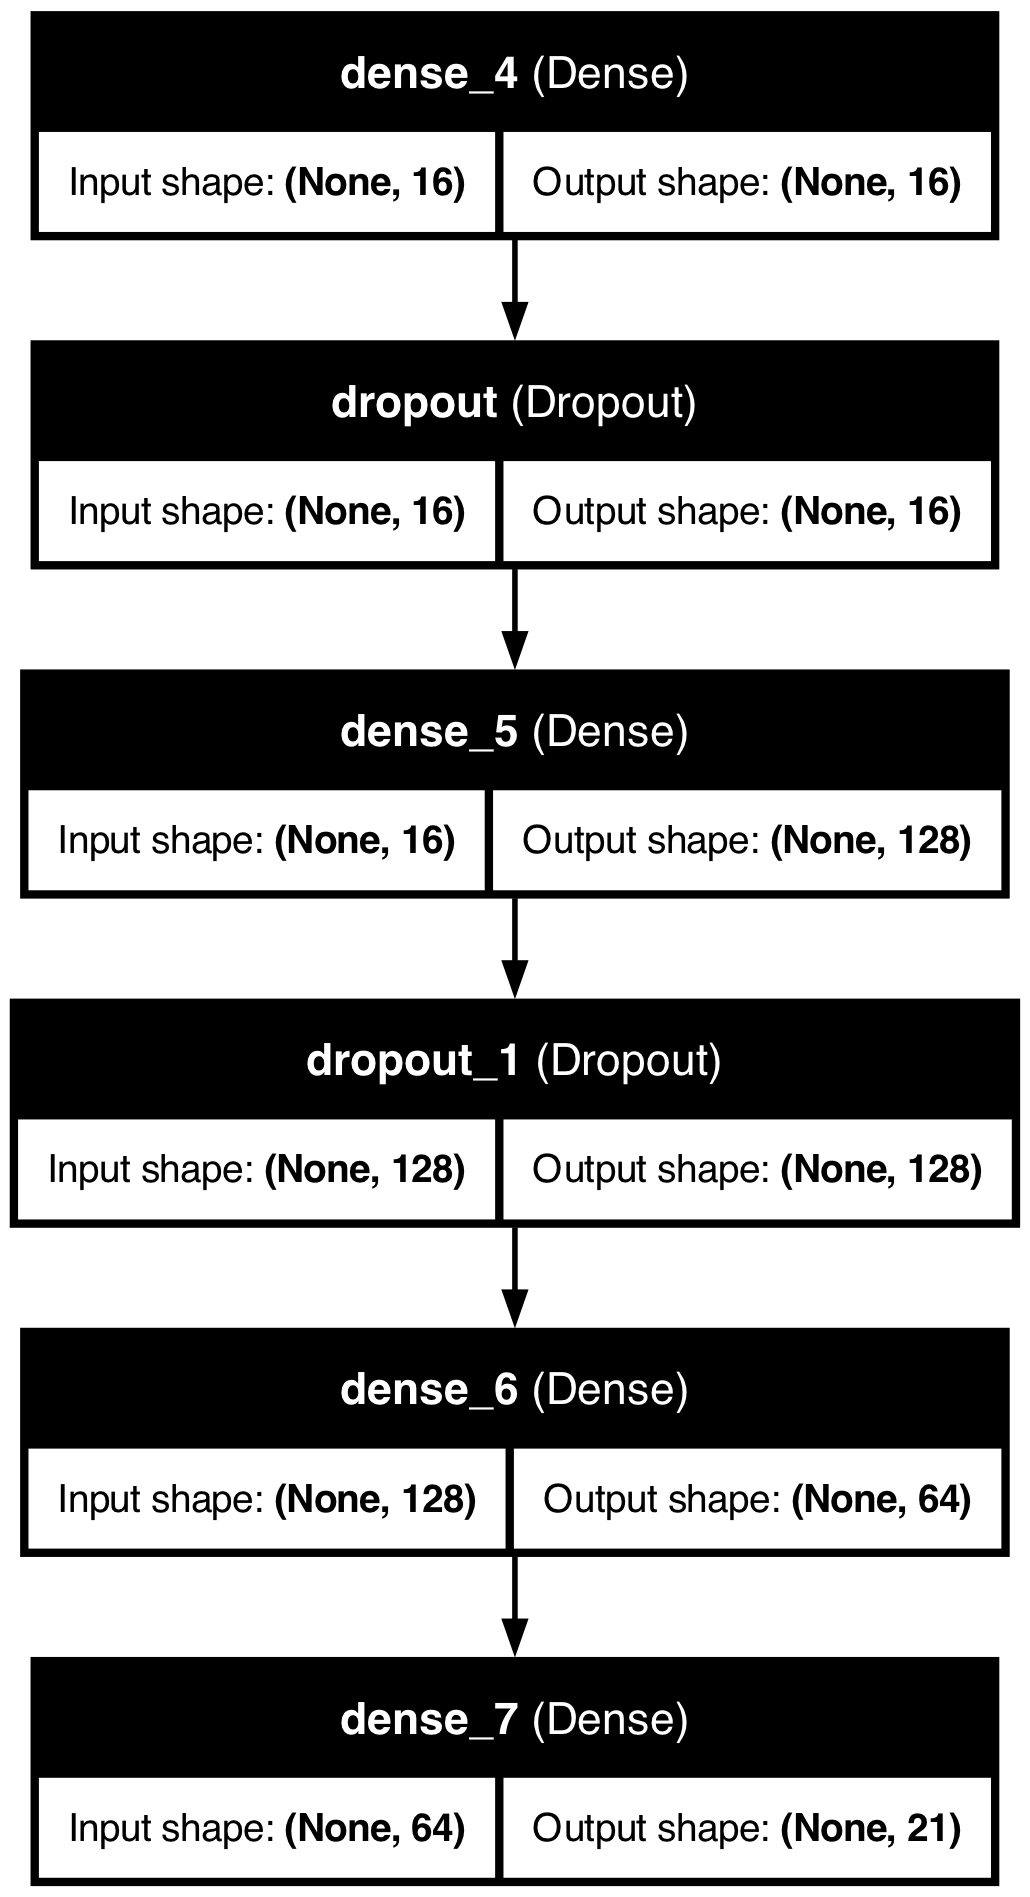 dense_4 (Dense)
Input shape: (None, 16) Output shape: (None, 16)
dropout (Dropout)
Input shape: (None, 16) Output shape: (None, 16)
dense_5 (Dense)
Input shape: (None, 16) Output shape: (None, 128)
dropout_1 (Dropout)
Input shape: (None, 128) Output shape: (None, 128)
dense_6 (Dense)
Input shape: (None, 128) Output shape: (None, 64)
dense_7 (Dense)
Input shape: (None, 64) Output shape: (None, 21)